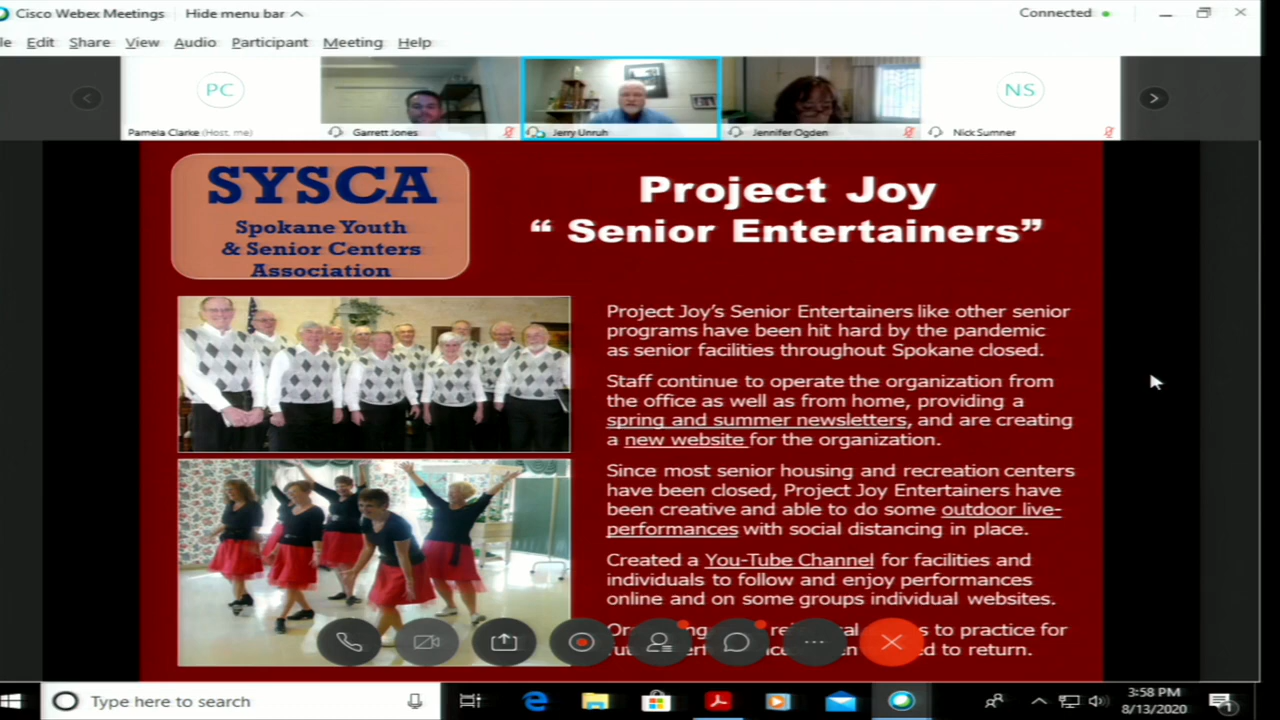 Cisco Webex Meetings Hide menu bar Connected
le Edit Share View Audio Participant Meeting Help
PC NS
Pamela Clarke (Host, me) Garrett Jones Jerry Unruh Jennifer Ogden Nick Sumner
SYSCA
Spokane Youth
& Senior Centers
Association
Project Joy
“ Senior Entertainers”
Project Joy’s Senior Entertainers like other senior
programs have been hit hard by the pandemic
as senior facilities throughout Spokane closed.
Staff continue to operate the organization from
the office as well as from home, providing a
spring and summer newsletters, and are creating
a new website for the organization.
Since most senior housing and recreation centers
have been closed, Project Joy Entertainers have
been creative and able to do some outdoor live-
performances with social distancing in place.
Created a You-Tube Channel for facilities and
individuals to follow and enjoy performances
online and on some groups individual websites.
to practice for
to return.
Type here to search
3:58 PM
8/13/2020
1